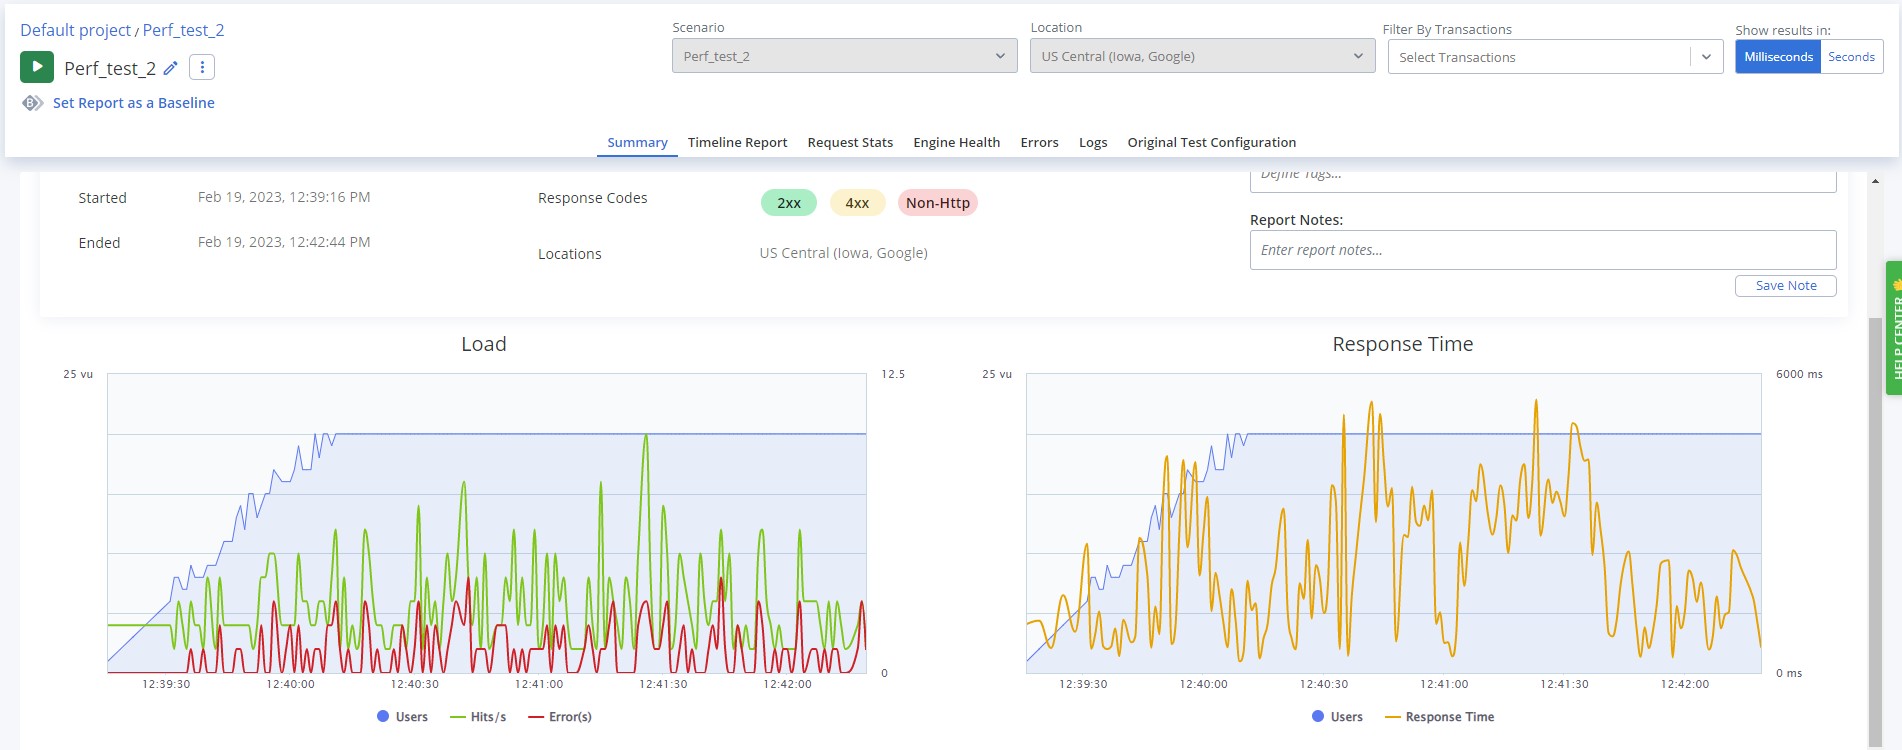 Default project / Perf_test_2
Perf_test_2
Set Report as a Baseline
Scenario
Perf_test_2
Location
US Central (Iowa, Google)
Filter By Transactions
Select Transactions
Show results in:
Milliseconds Seconds
Summary Timeline Report Request Stats Engine Health Errors Logs Original Test Configuration
Started Feb 19, 2023, 12:39:16 PM
Ended Feb 19, 2023, 12:42:44 PM
Response Codes 2xx 4xx Non-Http
Locations US Central (Iowa, Google)
Define Tags...
Report Notes:
Enter report notes...
Save Note
HELP CENTER
Load
25 vu 12.5
0
12:39:30 12:40:00 12:40:30 12:41:00 12:41:30 12:42:00
Users Hits/s Error(s)
Response Time
25 vu 6000 ms
0 ms
12:39:30 12:40:00 12:40:30 12:41:00 12:41:30 12:42:00
Users Response Time